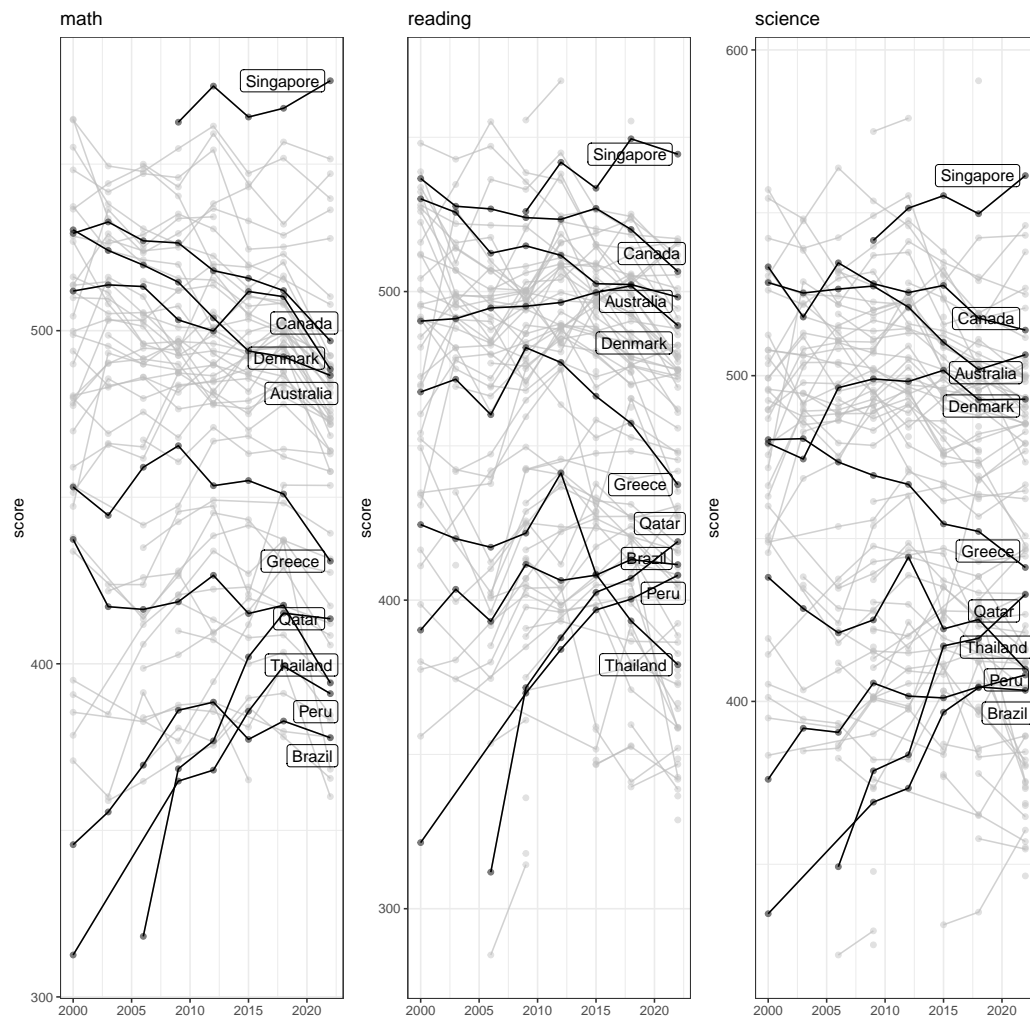 math
score
500
400
300
Singapore
Canada
Denmark
Australia
Greece
Qatar
Thailand
Peru
Brazil
2000 2005 2010 2015 2020
reading
score
500
400
300
Singapore
Canada
Australia
Denmark
Greece
Qatar
Brazil
Peru
Thailand
2000 2005 2010 2015 2020
science
score
600
500
400
Singapore
Canada
Australia
Denmark
Greece
Qatar
Thailand
Peru
Brazil
2000 2005 2010 2015 2020